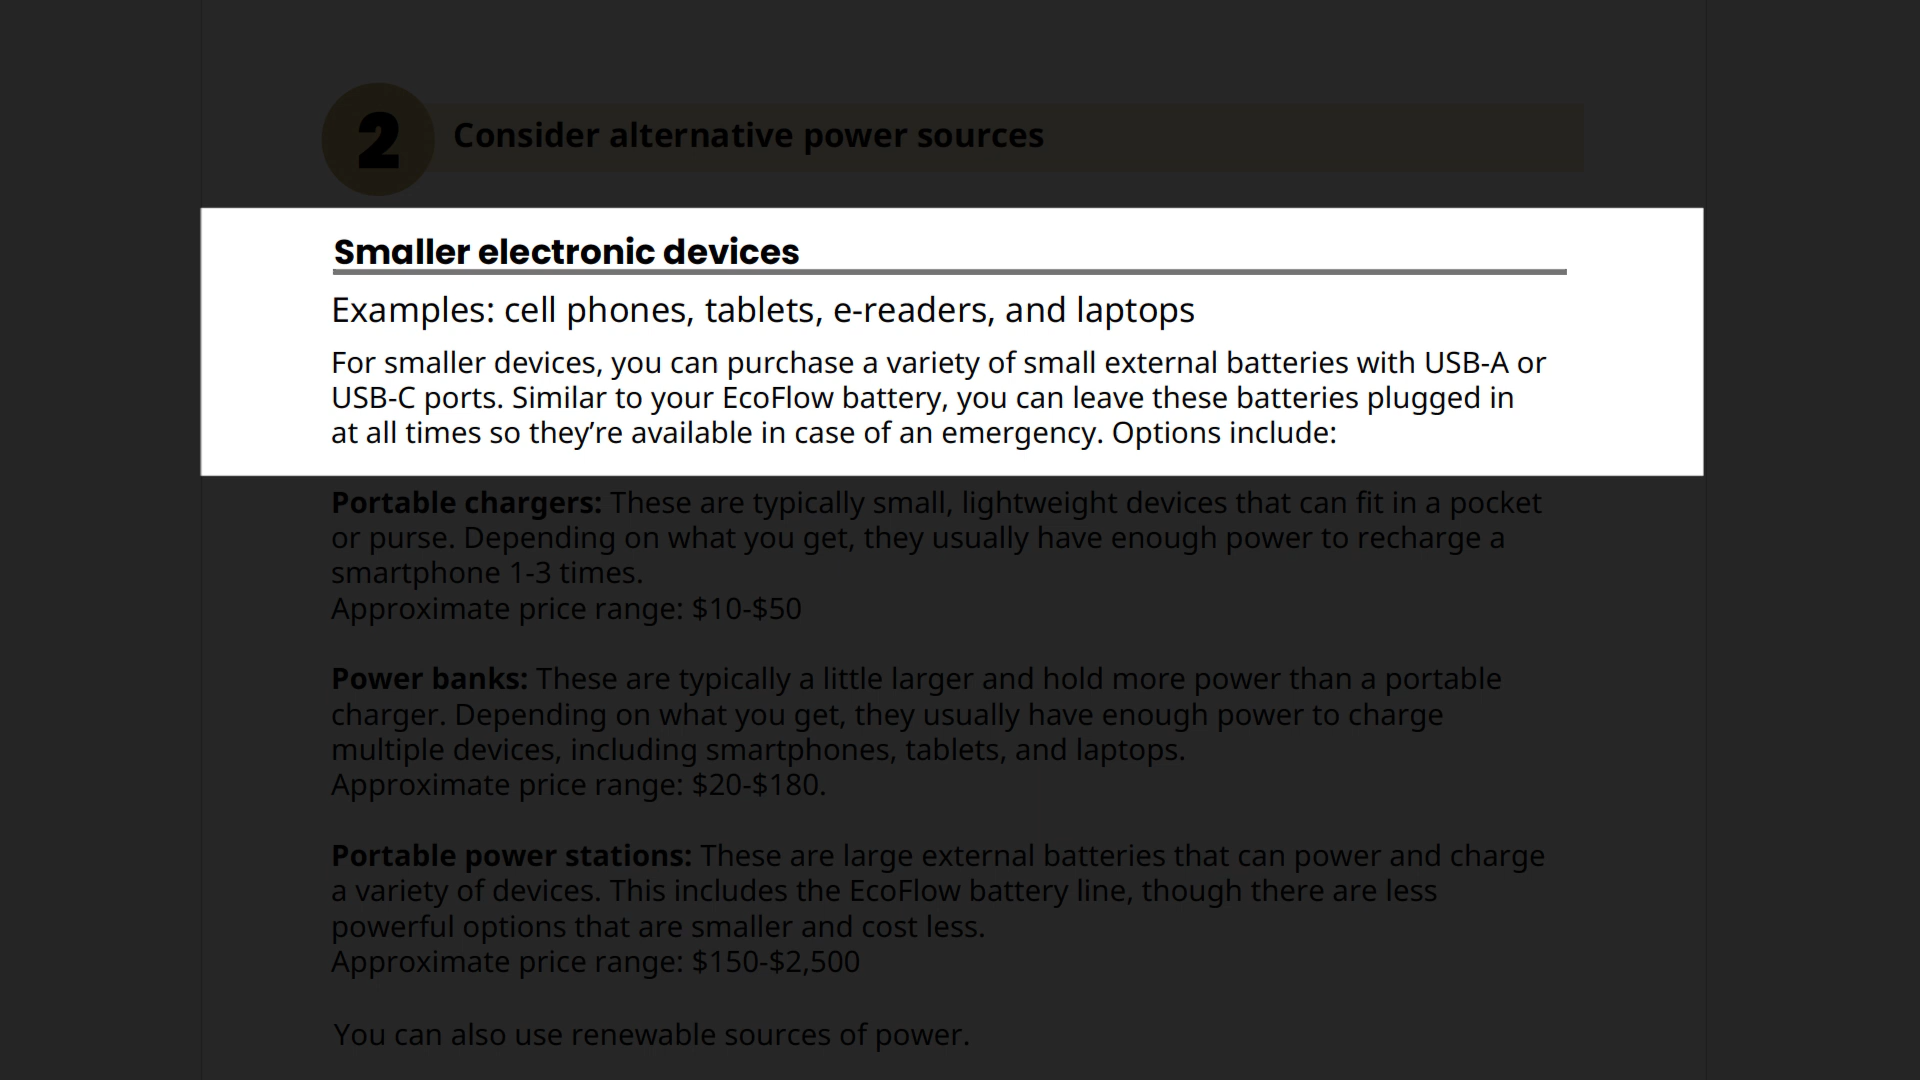 2 Consider alternative power sources
Smaller electronic devices
Examples: cell phones, tablets, e-readers, and laptops
For smaller devices, you can purchase a variety of small external batteries with USB-A or
USB-C ports. Similar to your EcoFlow battery, you can leave these batteries plugged in
at all times so they’re available in case of an emergency. Options include:
Portable chargers: These are typically small, lightweight devices that can fit in a pocket
or purse. Depending on what you get, they usually have enough power to recharge a
smartphone 1-3 times.
Approximate price range: $10-$50
Power banks: These are typically a little larger and hold more power than a portable
charger. Depending on what you get, they usually have enough power to charge
multiple devices, including smartphones, tablets, and laptops.
Approximate price range: $20-$180.
Portable power stations: These are large external batteries that can power and charge
a variety of devices. This includes the EcoFlow battery line, though there are less
powerful options that are smaller and cost less.
Approximate price range: $150-$2,500
You can also use renewable sources of power.